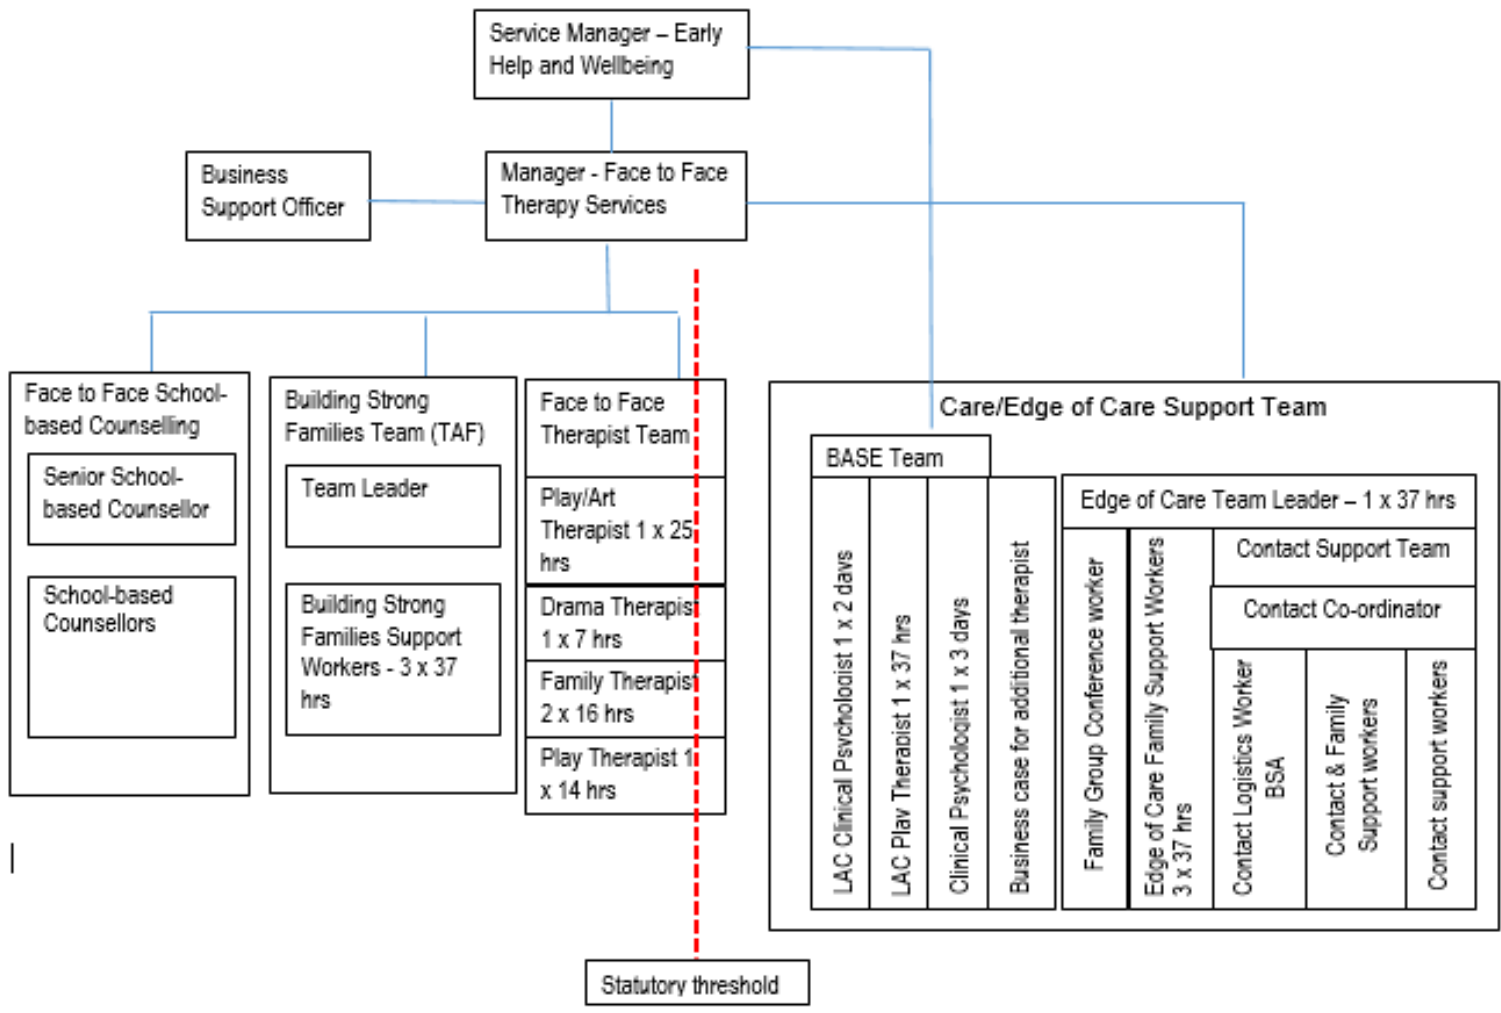 Service Manager – Early
Help and Wellbeing
Business
Support Officer
Manager - Face to Face
Therapy Services
Face to Face School-
based Counselling
Senior School-
based Counsellor
School-based
Counsellors
Building Strong
Families Team (TAF)
Team Leader
Building Strong
Families Support
Workers - 3 x 37
hrs
Face to Face
Therapist Team
Play/Art
Therapist 1 x 25
hrs
Drama Therapist
1 x 7 hrs
Family Therapist
2 x 16 hrs
Play Therapist 1
x 14 hrs
Care/Edge of Care Support Team
BASE Team
LAC Clinical Psychologist 1 x 2 days
LAC Play Therapist 1 x 37 hrs
Clinical Psychologist 1 x 3 days
Business case for additional therapist
Edge of Care Team Leader – 1 x 37 hrs
Family Group Conference worker
Edge of Care Family Support Workers
3 x 37 hrs
Contact Support Team
Contact Co-ordinator
Contact Logistics Worker
BSA
Contact & Family
Support workers
Contact support workers
Statutory threshold